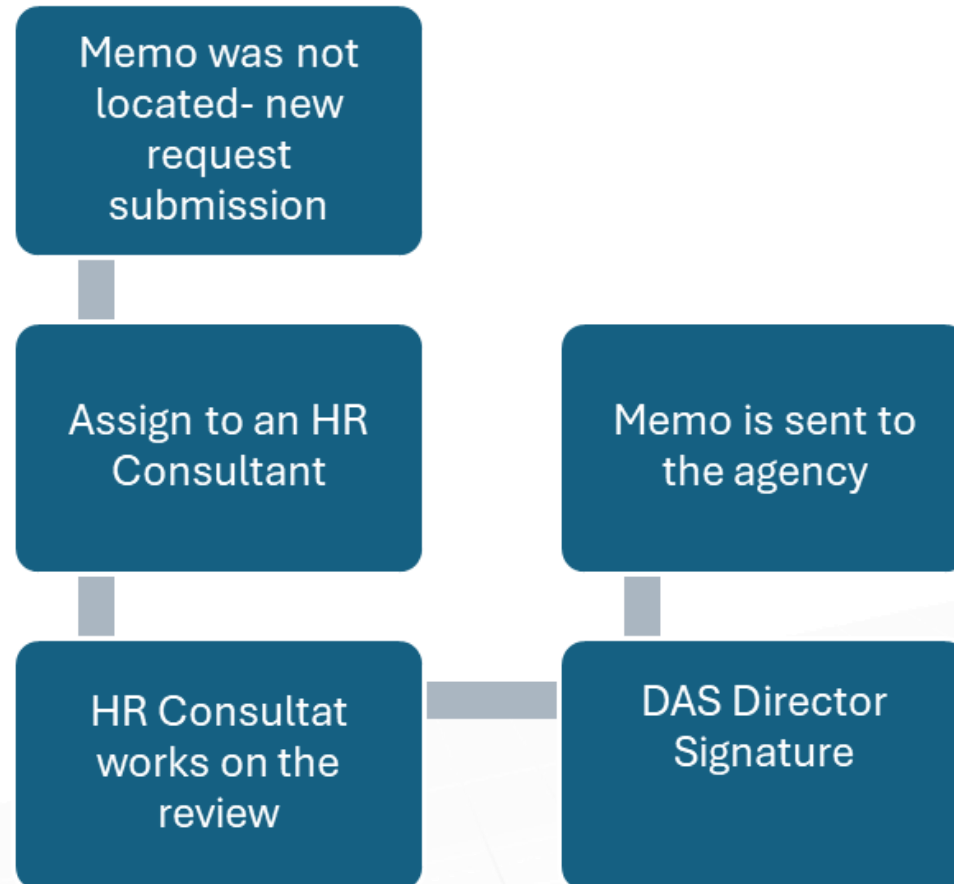 Memo was not
located- new
request
submission
Assign to an HR
Consultant
HR Consultat
works on the
review
DAS Director
Signature
Memo is sent to
the agency